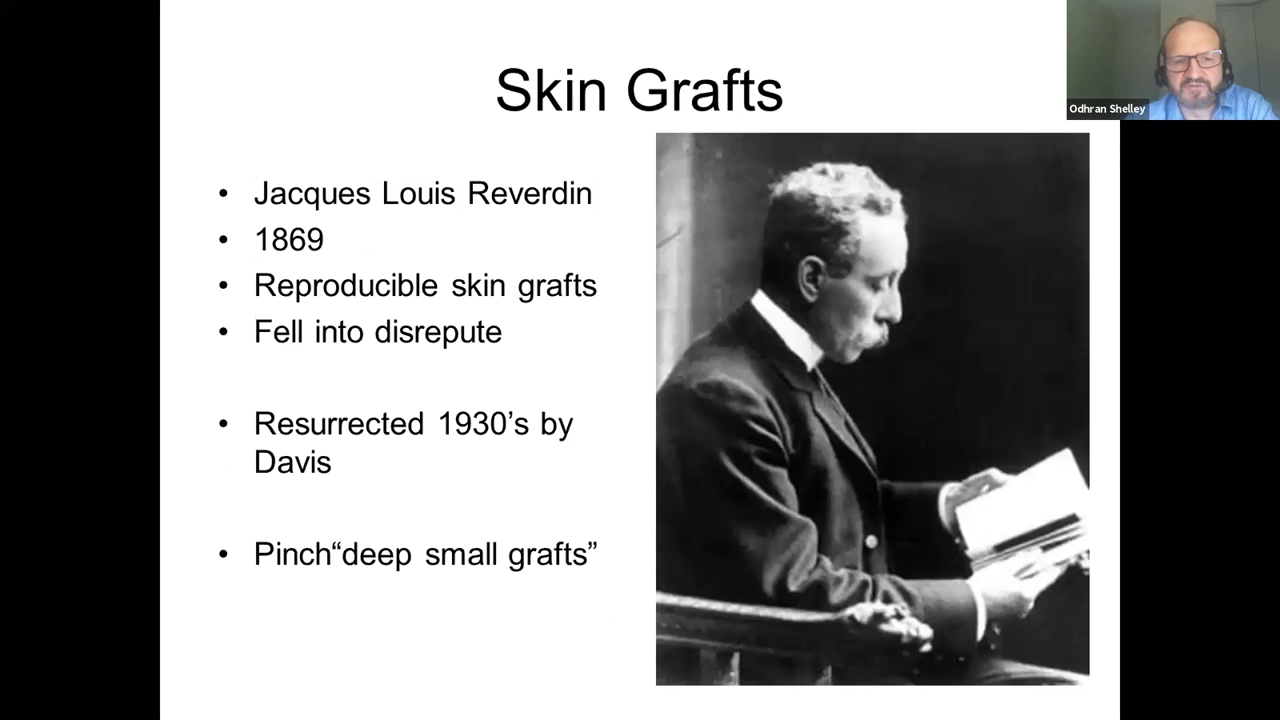 Skin Grafts
Odhran Shelley
• Jacques Louis Reverdin
• 1869
• Reproducible skin grafts
• Fell into disrepute
• Resurrected 1930’s by
Davis
• Pinch“deep small grafts”